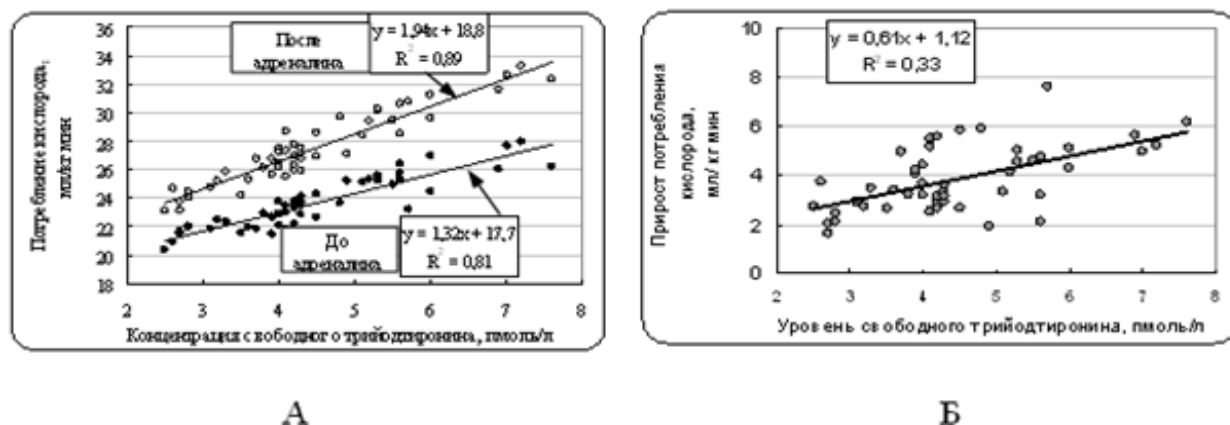 Потребление кислорода,
мл/кг мин
36
34
32
30
28
26
24
22
20
18
После
адреналина
y = 1,94x + 18,8
R² = 0,89
До
адреналина
y = 1,32x + 17,7
R² = 0,81
2 3 4 5 6 7 8
Концентрация свободного трийодтиронина, пмоль/л
А
Прирост потребления
кислорода,
мл/ кг мин
10
8
6
4
2
0
y = 0,61x + 1,12
R² = 0,33
2 3 4 5 6 7 8
Уровень свободного трийодтиронина, пмоль/л
Б